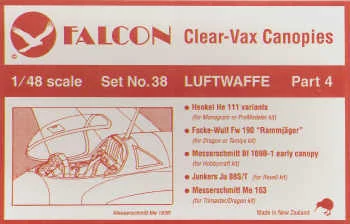 FALCON Clear-Vax Canopies
1/48 scale Set No.38 LUFTWAFFE Part 4
• Heinkel He 111 variants
(for Monogram or ProModeler kit)
• Focke-Wulf Fw 190 "Rammjäger"
(for Dragon or Tamiya kit)
• Messerschmitt Bf 109B-1 early canopy
(for Hobbycraft kit)
• Junkers Ju 88S/T (for Revell kit)
• Messerschmitt Me 163
(for Trimaster/Dragon kit)
Messerschmitt Me 163B
Made in New Zealand